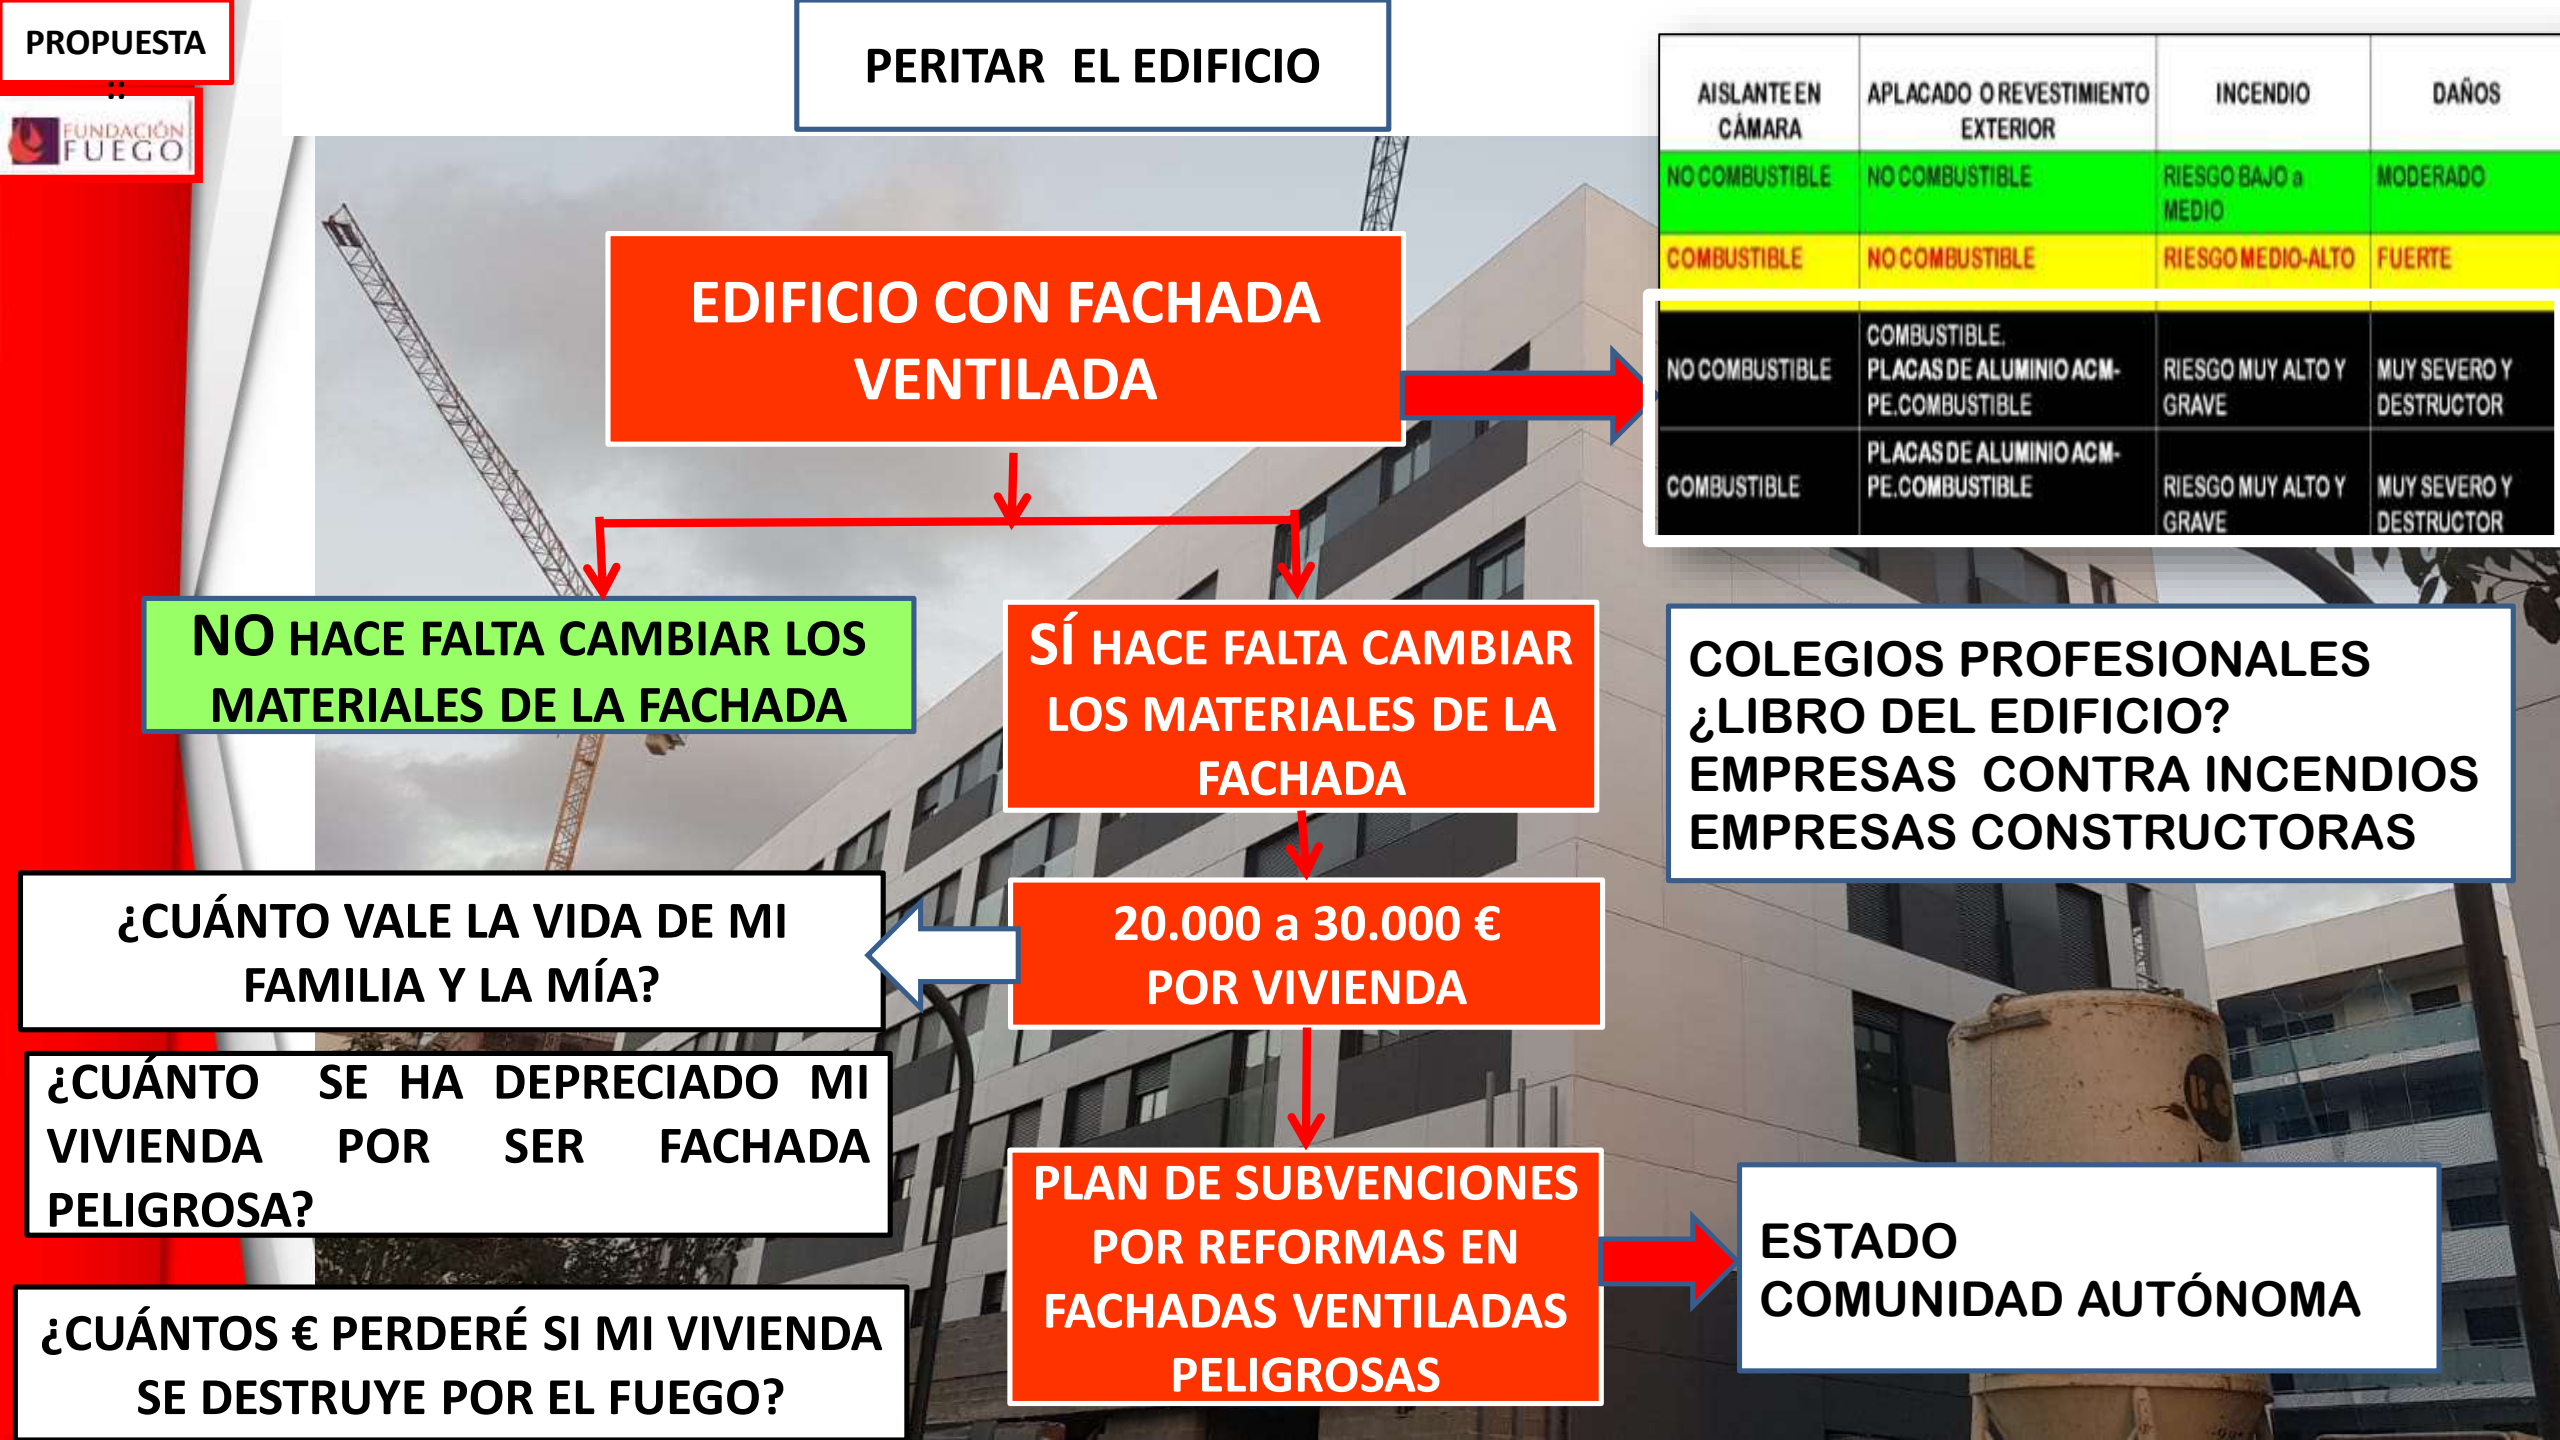 PROPUESTA
::
FUNDACIÓN
FUEGO
PERITAR EL EDIFICIO
AISLANTE EN
CÁMARA
APLACADO O REVESTIMIENTO
EXTERIOR
INCENDIO
DAÑOS
NO COMBUSTIBLE
NO COMBUSTIBLE
RIESGO BAJO a
MEDIO
MODERADO
COMBUSTIBLE
NO COMBUSTIBLE
RIESGO MEDIO-ALTO
FUERTE
NO COMBUSTIBLE
COMBUSTIBLE.
PLACAS DE ALUMINIO ACM-
PE.COMBUSTIBLE
RIESGO MUY ALTO Y
GRAVE
MUY SEVERO Y
DESTRUCTOR
COMBUSTIBLE
PLACAS DE ALUMINIO ACM-
PE.COMBUSTIBLE
RIESGO MUY ALTO Y
GRAVE
MUY SEVERO Y
DESTRUCTOR
EDIFICIO CON FACHADA
VENTILADA
NO HACE FALTA CAMBIAR LOS
MATERIALES DE LA FACHADA
SÍ HACE FALTA CAMBIAR
LOS MATERIALES DE LA
FACHADA
COLEGIOS PROFESIONALES
¿LIBRO DEL EDIFICIO?
EMPRESAS CONTRA INCENDIOS
EMPRESAS CONSTRUCTORAS
¿CUÁNTO VALE LA VIDA DE MI
FAMILIA Y LA MÍA?
20.000 a 30.000 €
POR VIVIENDA
¿CUÁNTO SE HA DEPRECIADO MI
VIVIENDA POR SER FACHADA
PELIGROSA?
PLAN DE SUBVENCIONES
POR REFORMAS EN
FACHADAS VENTILADAS
PELIGROSAS
ESTADO
COMUNIDAD AUTÓNOMA
¿CUÁNTOS € PERDERÉ SI MI VIVIENDA
SE DESTRUYE POR EL FUEGO?